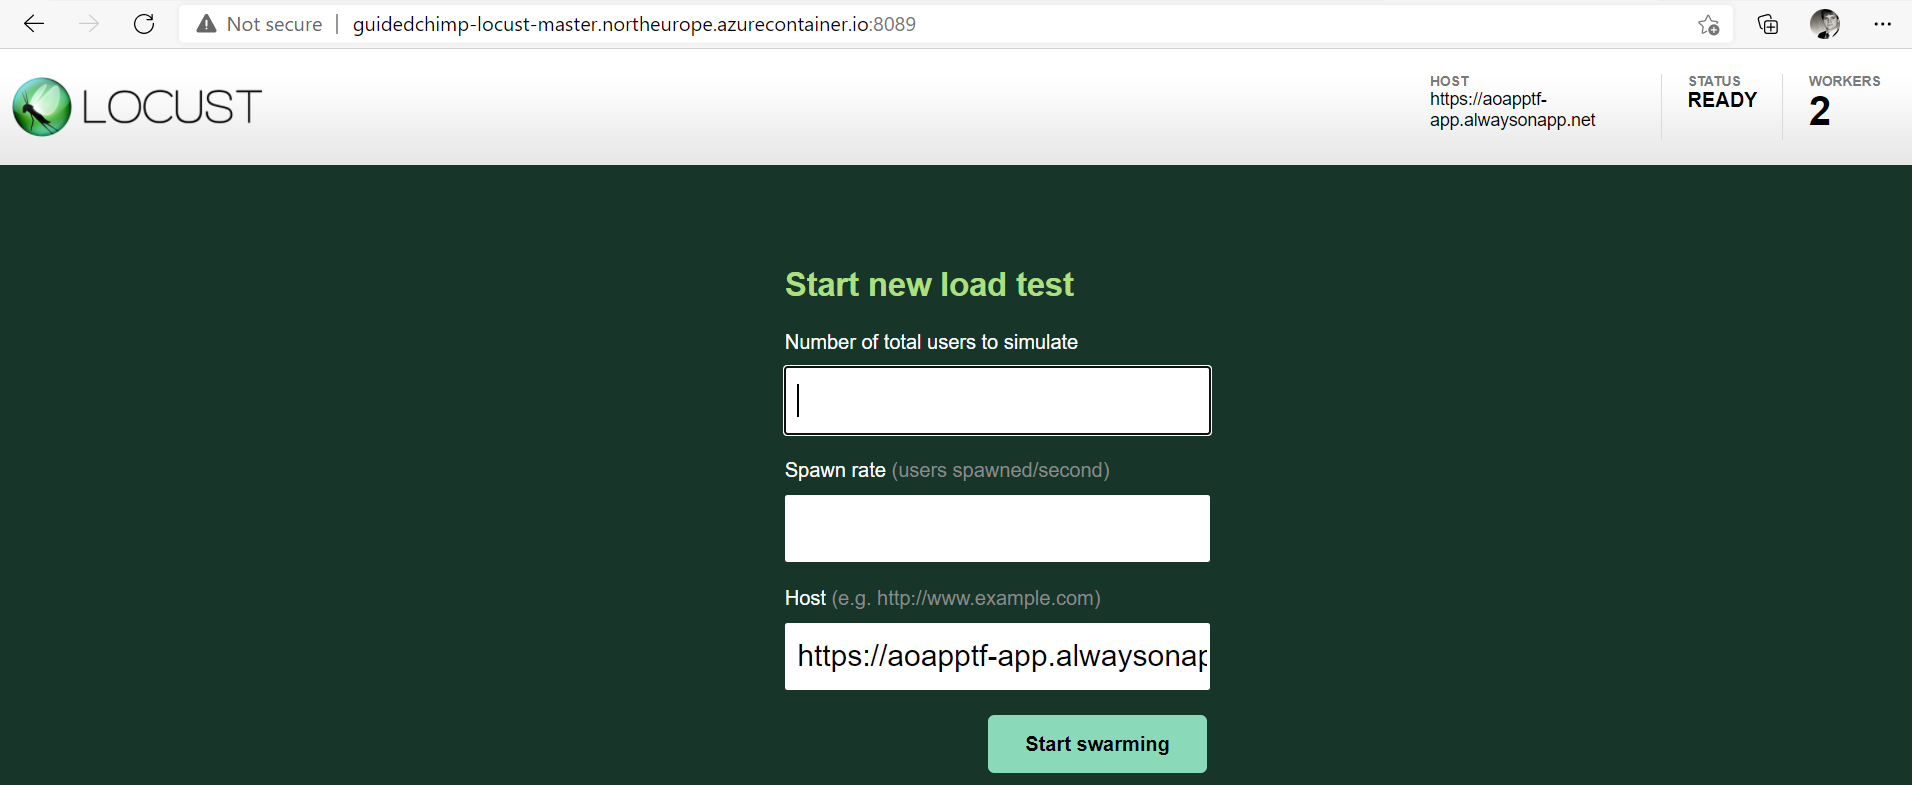 Not secure | guidedchimp-locust-master.northeurope.azurecontainer.io:8089
LOCUST
HOST
https://aoapptf-
app.alwaysonapp.net
STATUS
READY
WORKERS
2
Start new load test
Number of total users to simulate
Spawn rate (users spawned/second)
Host (e.g. http://www.example.com)
https://aoapptf-app.alwaysonap
Start swarming